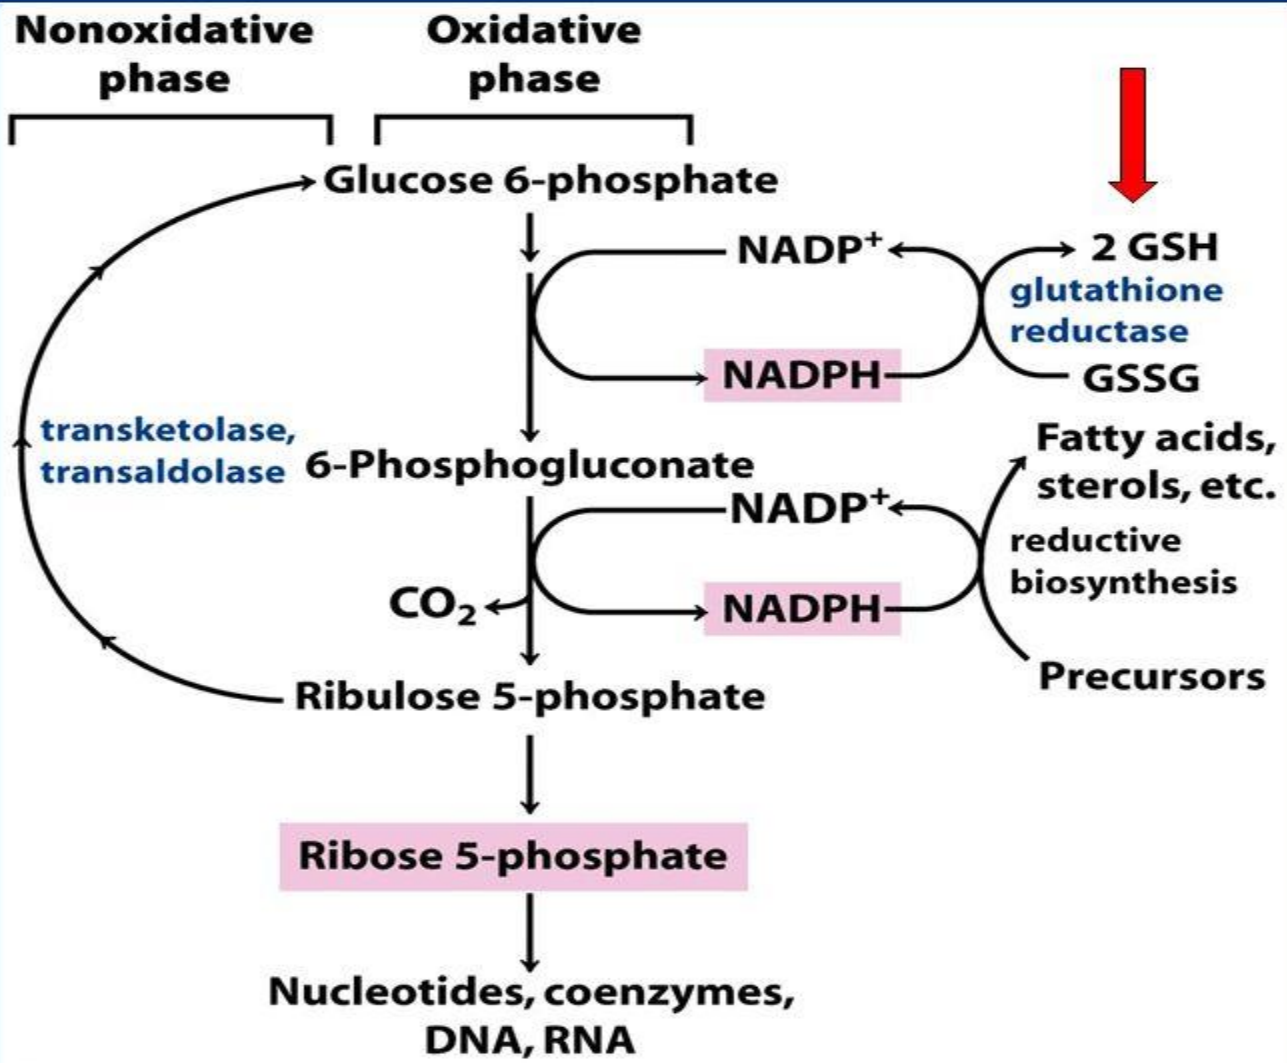 Nonoxidative
phase
Oxidative
phase
Glucose 6-phosphate
NADP⁺
2 GSH
glutathione
reductase
NADPH
GSSG
transketolase,
transaldolase
6-Phosphogluconate
Fatty acids,
sterols, etc.
NADP⁺
reductive
biosynthesis
CO₂
NADPH
Precursors
Ribulose 5-phosphate
Ribose 5-phosphate
Nucleotides, coenzymes,
DNA, RNA